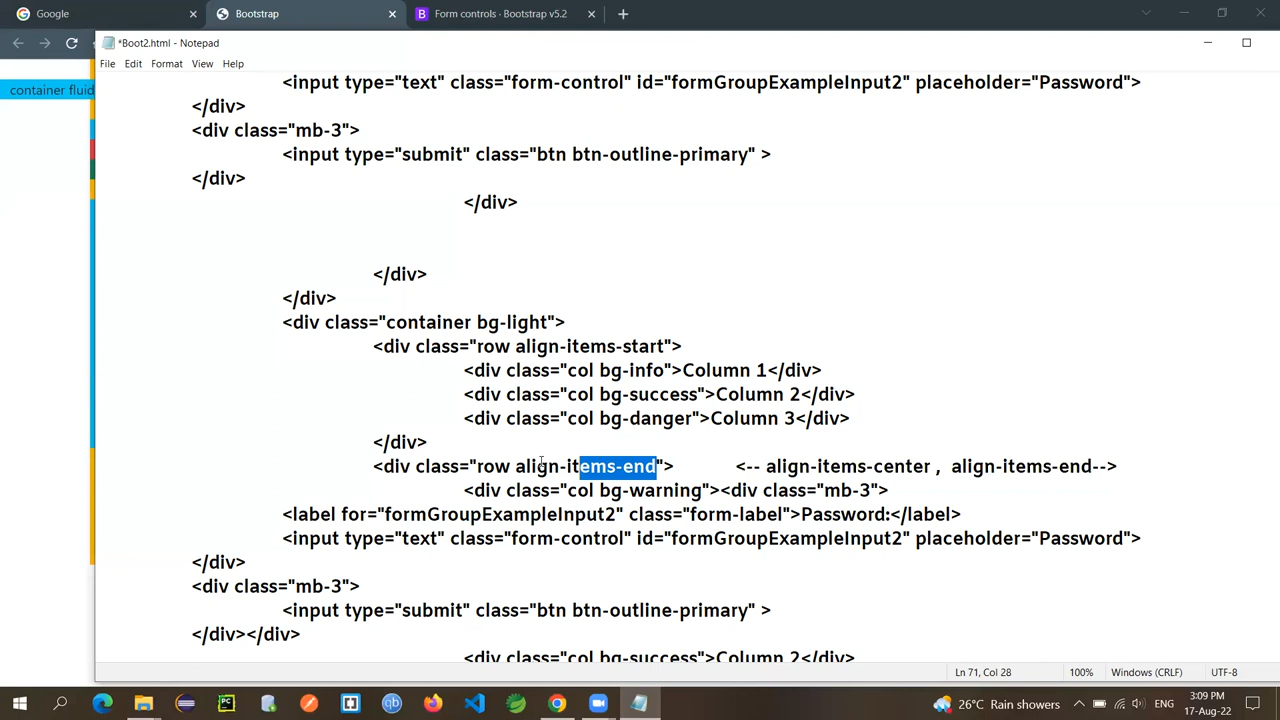 Google
Bootstrap
Form controls · Bootstrap v5.2
*Boot2.html - Notepad
File Edit Format View Help
container fluid
<input type="text" class="form-control" id="formGroupExampleInput2" placeholder="Password">
</div>
<div class="mb-3">
<input type="submit" class="btn btn-outline-primary" >
</div>
</div>
</div>
</div>
<div class="container bg-light">
<div class="row align-items-start">
<div class="col bg-info">Column 1</div>
<div class="col bg-success">Column 2</div>
<div class="col bg-danger">Column 3</div>
</div>
<div class="row align-items-end"> <-- align-items-center , align-items-end-->
<div class="col bg-warning"><div class="mb-3">
<label for="formGroupExampleInput2" class="form-label">Password:</label>
<input type="text" class="form-control" id="formGroupExampleInput2" placeholder="Password">
</div>
<div class="mb-3">
<input type="submit" class="btn btn-outline-primary" >
</div></div>
<div class="col bg-success">Column 2</div>
Ln 71, Col 28 100% Windows (CRLF) UTF-8
26°C Rain showers ENG 3:09 PM
17-Aug-22